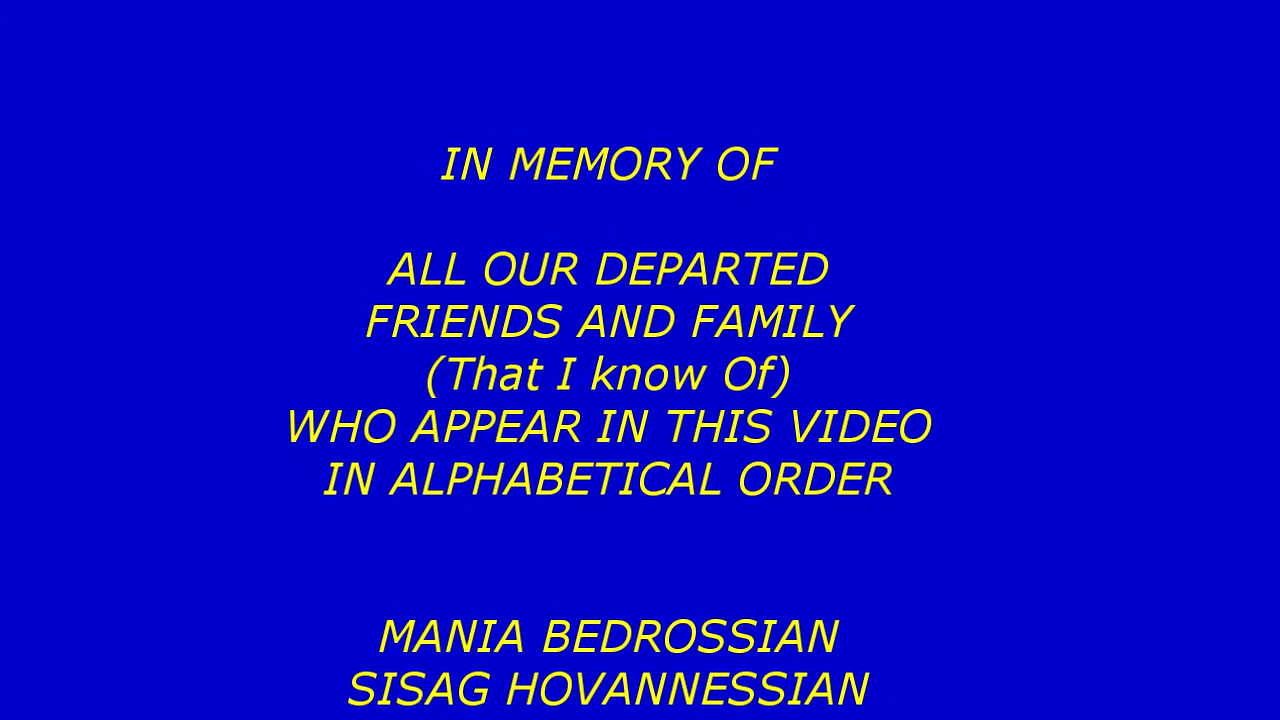 IN MEMORY OF
ALL OUR DEPARTED
FRIENDS AND FAMILY
(That I know Of)
WHO APPEAR IN THIS VIDEO
IN ALPHABETICAL ORDER
MANIA BEDROSSIAN
SISAG HOVANNESSIAN